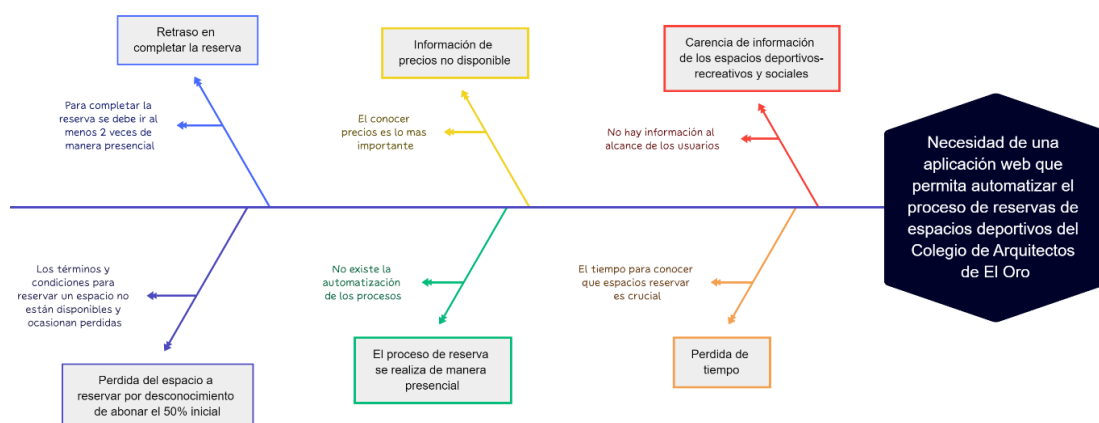 Retraso en
completar la reserva
Información de
precios no disponible
Carencia de información
de los espacios deportivos-
recreativos y sociales
Para completar la
reserva se debe ir al
menos 2 veces de
manera presencial
El conocer
precios es lo mas
importante
No hay información al
alcance de los usuarios
Necesidad de una
aplicación web que
permita automatizar el
proceso de reservas de
espacios deportivos del
Colegio de Arquitectos
de El Oro
Los términos y
condiciones para
reservar un espacio no
están disponibles y
ocasionan perdidas
No existe la
automatización
de los procesos
El tiempo para conocer
que espacios reservar
es crucial
Perdida del espacio a
reservar por desconocimiento
de abonar el 50% inicial
El proceso de reserva
se realiza de manera
presencial
Perdida de
tiempo